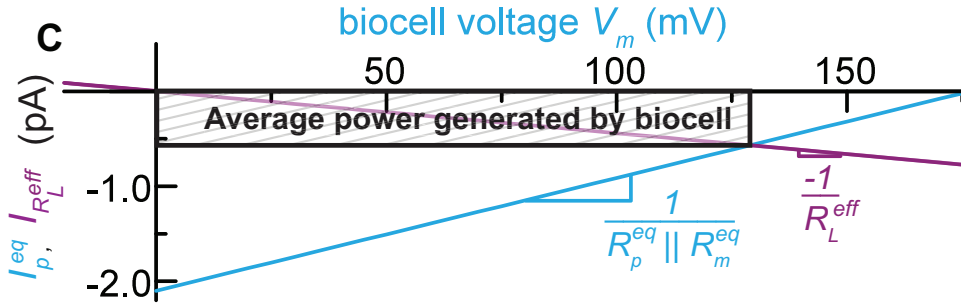 C
biocell voltage V_m (mV)
50 100 150
Average power generated by biocell
-1.0
-2.0
I_p^eq, I_{R_L}^eff (pA)
1
R_p^eq || R_m^eq
-1
R_L^eff